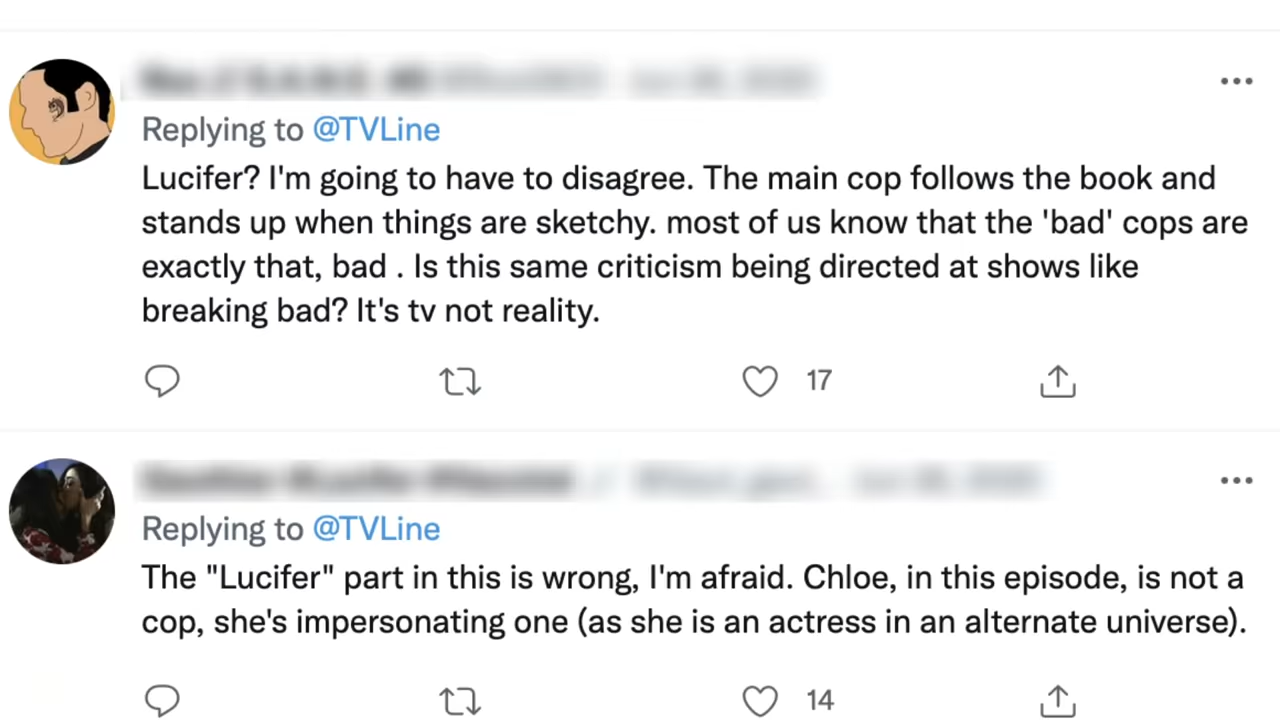 Replying to @TVLine
Lucifer? I'm going to have to disagree. The main cop follows the book and
stands up when things are sketchy. most of us know that the 'bad' cops are
exactly that, bad . Is this same criticism being directed at shows like
breaking bad? It's tv not reality.
17
Replying to @TVLine
The "Lucifer" part in this is wrong, I'm afraid. Chloe, in this episode, is not a
cop, she's impersonating one (as she is an actress in an alternate universe).
14